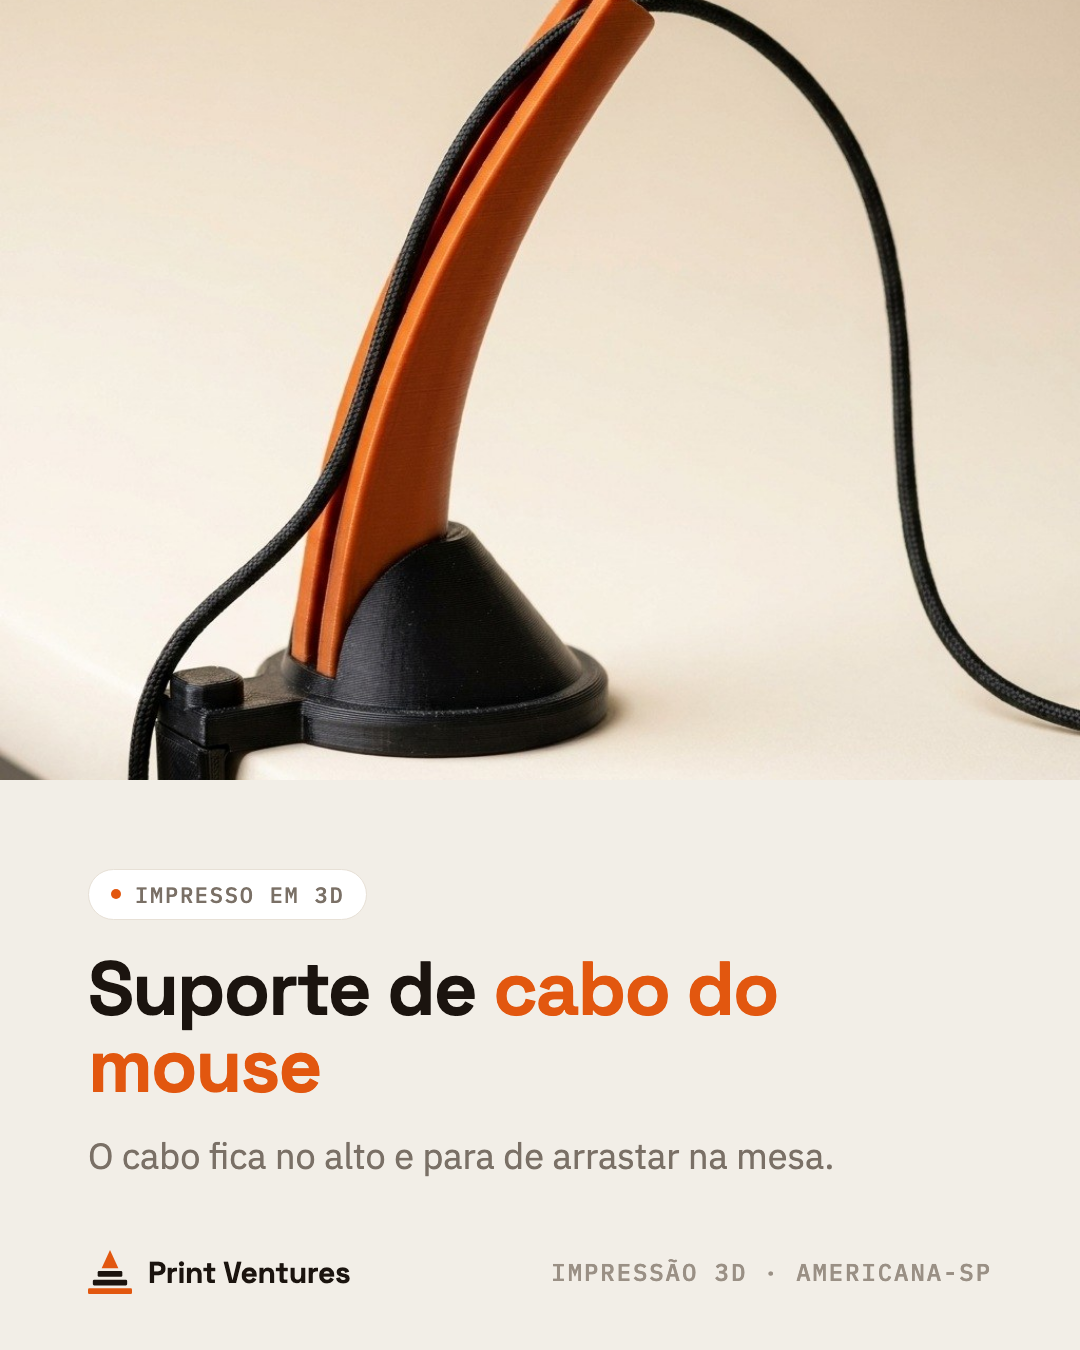 IMPRESSO EM 3D
Suporte de cabo do
mouse
O cabo fica no alto e para de arrastar na mesa.
Print Ventures
IMPRESSÃO 3D · AMERICANA-SP